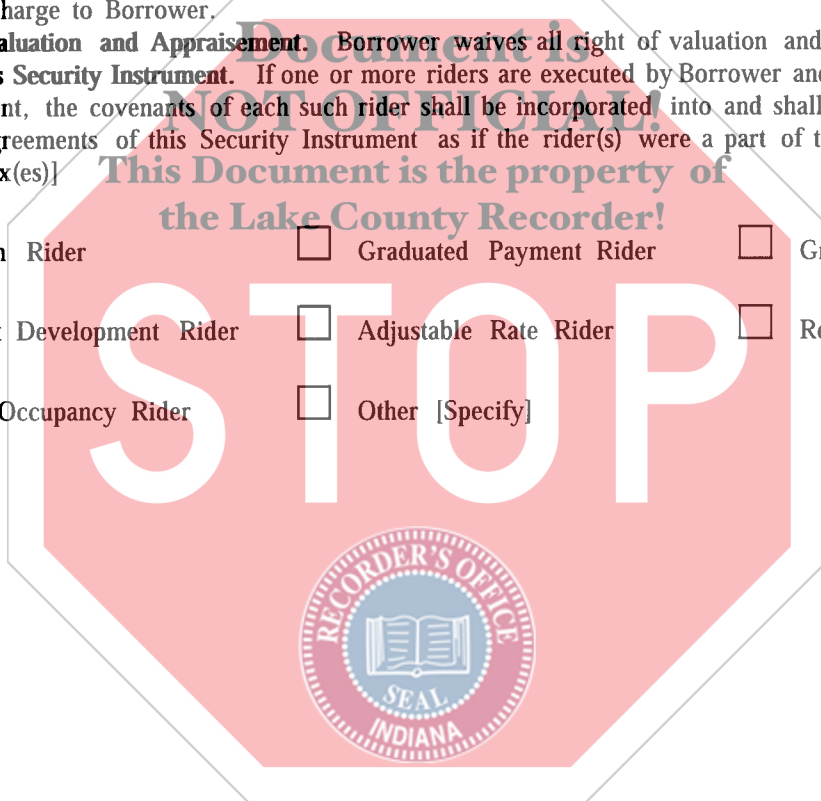 harge to Borrower.
aluation and Appraisement. Borrower waives all right of valuation and
s Security Instrument. If one or more riders are executed by Borrower and
nt, the covenants of each such rider shall be incorporated into and shall
greements of this Security Instrument as if the rider(s) were a part of t
x(es)]
Document is
NOT OFFICIAL!
This Document is the property of
the Lake County Recorder!
n Rider Graduated Payment Rider G
t Development Rider Adjustable Rate Rider R
Occupancy Rider Other [Specify]
STOP
RECORDER'S OFFICE
SEAL
INDIANA